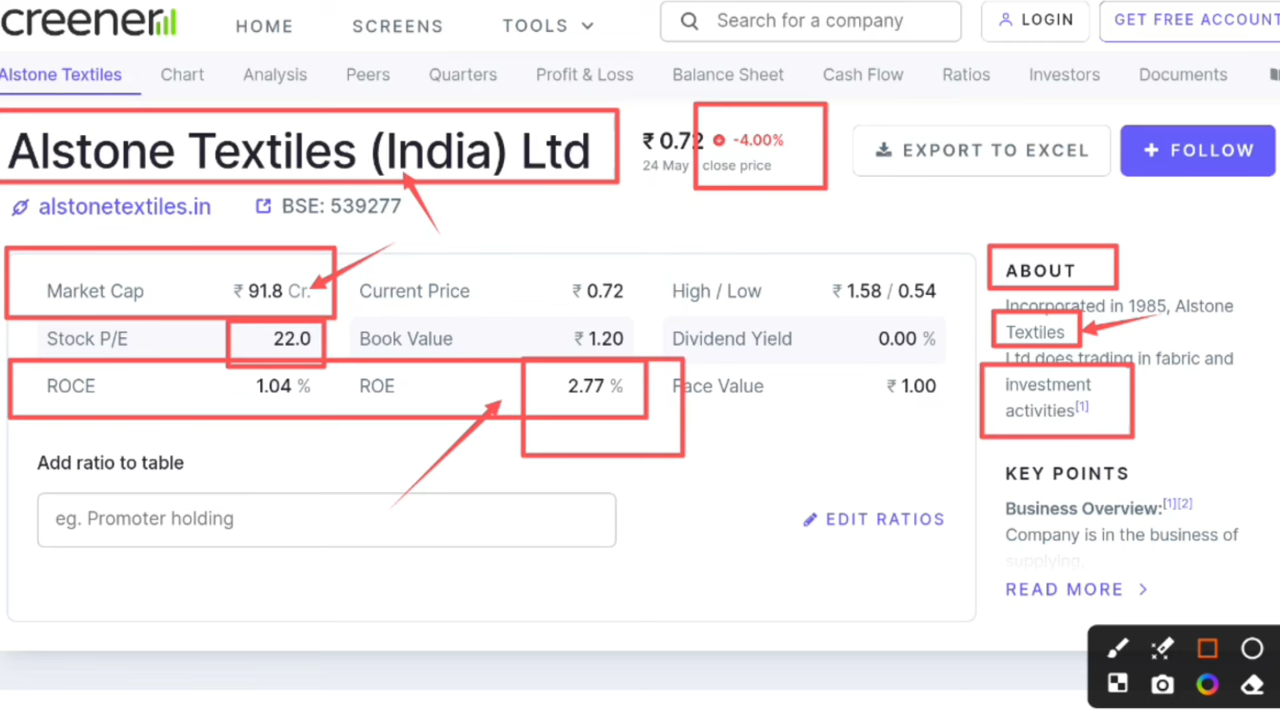 creener
HOME SCREENS TOOLS
Search for a company
LOGIN
GET FREE ACCOUNT
Alstone Textiles Chart Analysis Peers Quarters Profit & Loss Balance Sheet Cash Flow Ratios Investors Documents
Alstone Textiles (India) Ltd
₹ 0.72 -4.00%
24 May close price
EXPORT TO EXCEL
+ FOLLOW
alstonetextiles.in BSE: 539277
Market Cap ₹ 91.8 Cr. Current Price ₹ 0.72 High / Low ₹ 1.58 / 0.54
Stock P/E 22.0 Book Value ₹ 1.20 Dividend Yield 0.00 %
ROCE 1.04 % ROE 2.77 % Face Value ₹ 1.00
Add ratio to table
eg. Promoter holding
EDIT RATIOS
ABOUT
Incorporated in 1985, Alstone
Textiles
Ltd does trading in fabric and
investment
activities[1]
KEY POINTS
Business Overview:[1][2]
Company is in the business of
supplying,
READ MORE